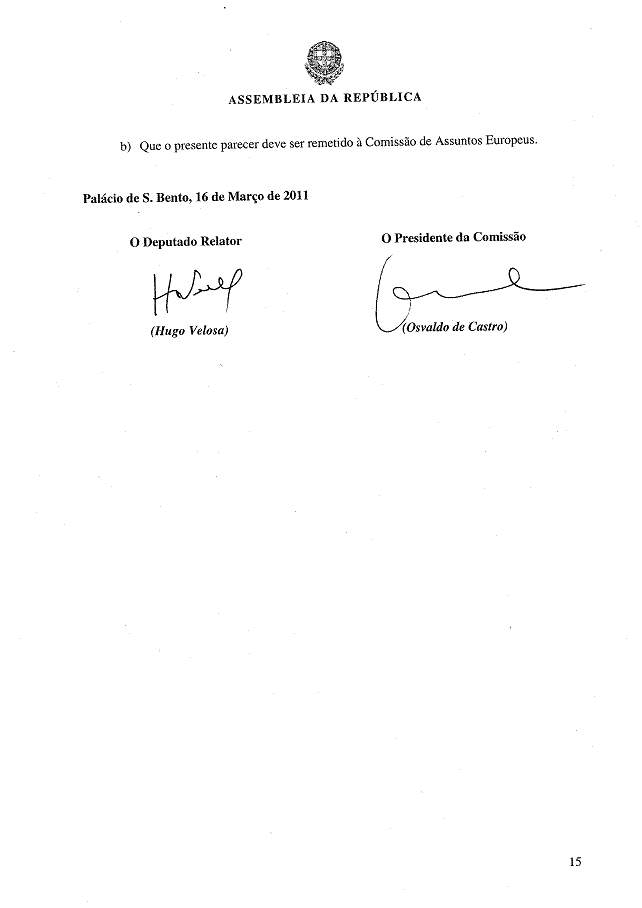 ASSEMBLEIA DA REPÚBLICA
b) Que o presente parecer deve ser remetido à Comissão de Assuntos Europeus.
Palácio de S. Bento, 16 de Março de 2011
O Deputado Relator
O Presidente da Comissão
(Hugo Velosa)
(Osvaldo de Castro)
15